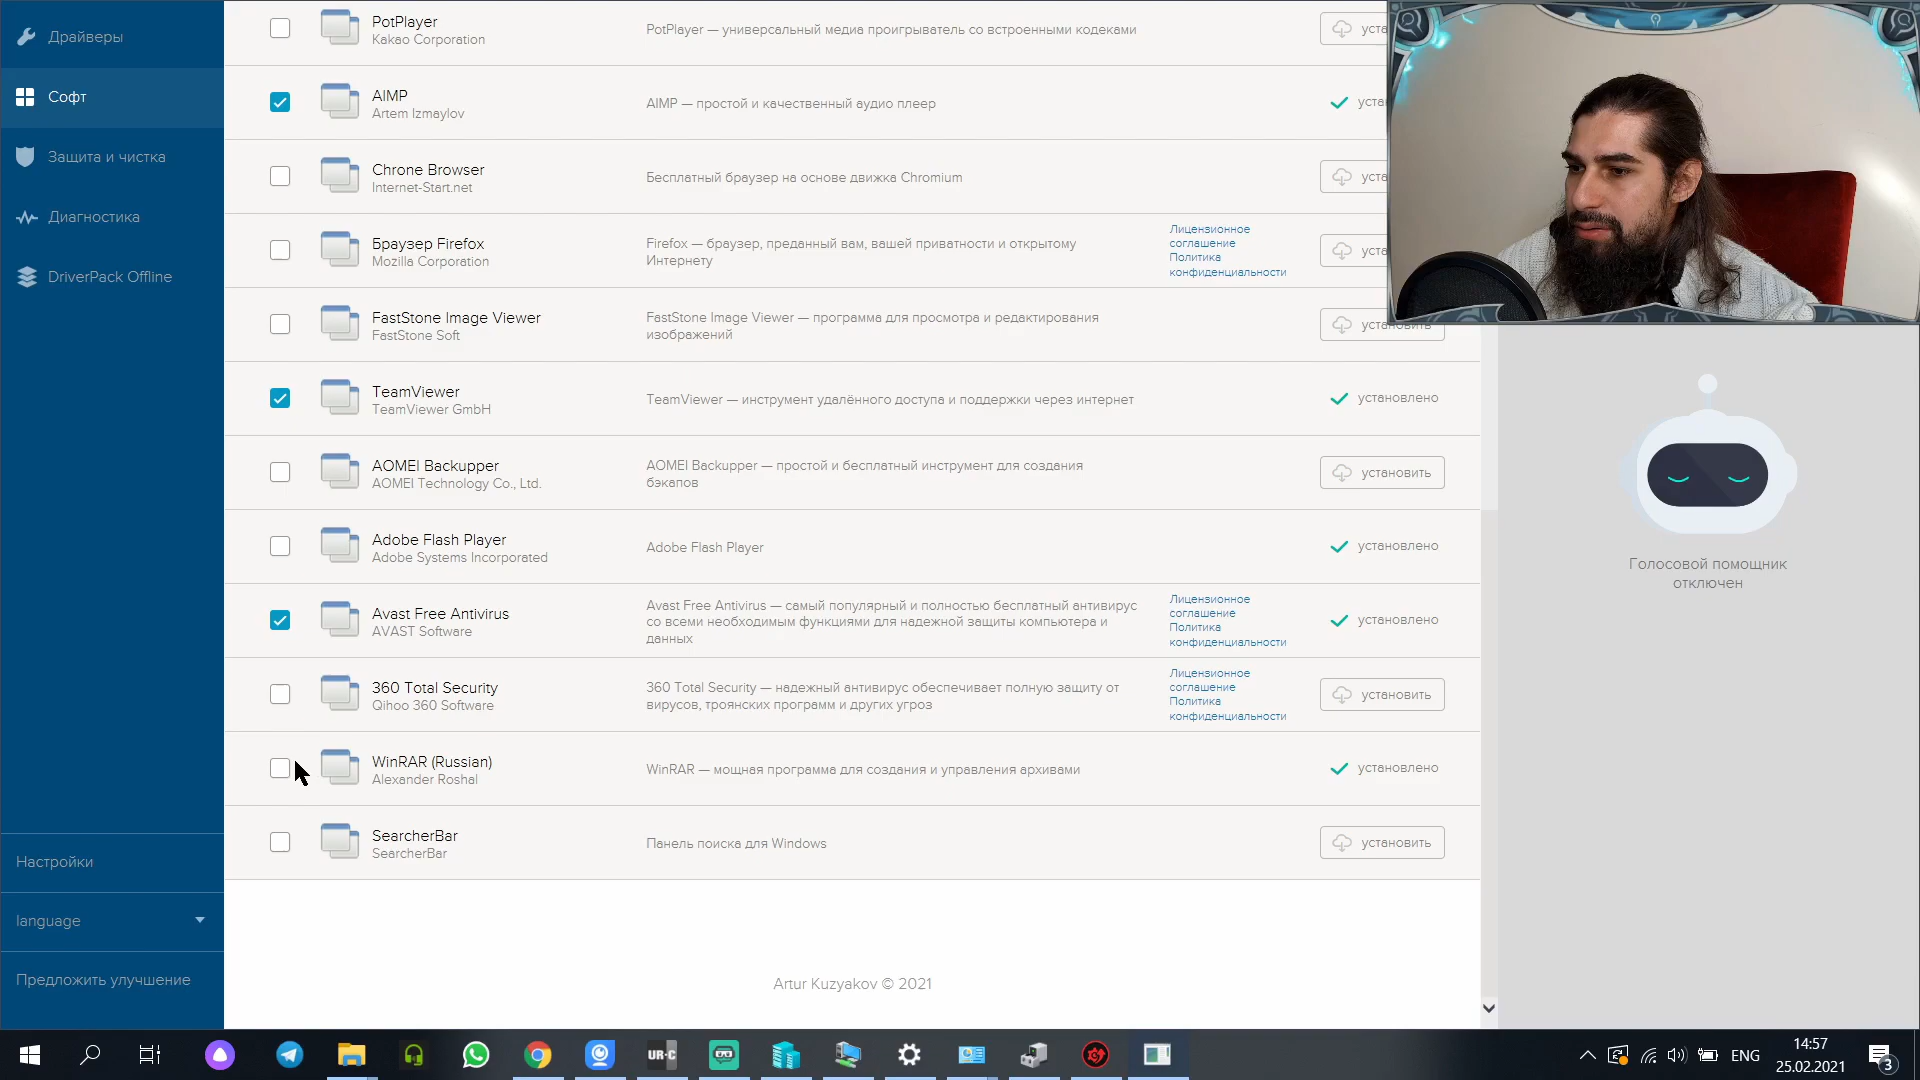 Драйверы
Софт
Защита и чистка
Диагностика
DriverPack Offline
Настройки
language
Предложить улучшение
PotPlayer
Kakao Corporation
PotPlayer — универсальный медиа проигрыватель со встроенными кодеками
уста
AIMP
Artem Izmaylov
AIMP — простой и качественный аудио плеер
уста
Chrone Browser
Internet-Start.net
Бесплатный браузер на основе движка Chromium
уста
Браузер Firefox
Mozilla Corporation
Firefox — браузер, преданный вам, вашей приватности и открытому
Интернету
Лицензионное
соглашение
Политика
конфиденциальности
уста
FastStone Image Viewer
FastStone Soft
FastStone Image Viewer — программа для просмотра и редактирования
изображений
установить
TeamViewer
TeamViewer GmbH
TeamViewer — инструмент удалённого доступа и поддержки через интернет
установлено
AOMEI Backupper
AOMEI Technology Co., Ltd.
AOMEI Backupper — простой и бесплатный инструмент для создания
бэкапов
установить
Adobe Flash Player
Adobe Systems Incorporated
Adobe Flash Player
установлено
Avast Free Antivirus
AVAST Software
Avast Free Antivirus — самый популярный и полностью бесплатный антивирус
со всеми необходимым функциями для надежной защиты компьютера и
данных
Лицензионное
соглашение
Политика
конфиденциальности
установлено
360 Total Security
Qihoo 360 Software
360 Total Security — надежный антивирус обеспечивает полную защиту от
вирусов, троянских программ и других угроз
Лицензионное
соглашение
Политика
конфиденциальности
установить
WinRAR (Russian)
Alexander Roshal
WinRAR — мощная программа для создания и управления архивами
установлено
SearcherBar
SearcherBar
Панель поиска для Windows
установить
Artur Kuzyakov © 2021
Голосовой помощник
отключен
UR-C
ENG
14:57
25.02.2021
3